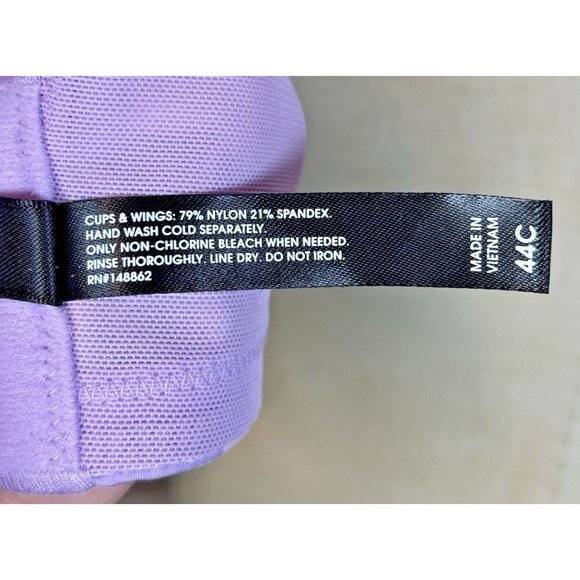 CUPS & WINGS: 79% NYLON 21% SPANDEX.
HAND WASH COLD SEPARATELY.
ONLY NON-CHLORINE BLEACH WHEN NEEDED.
RINSE THOROUGHLY. LINE DRY. DO NOT IRON.
RN#148862
MADE IN
VIETNAM
44C